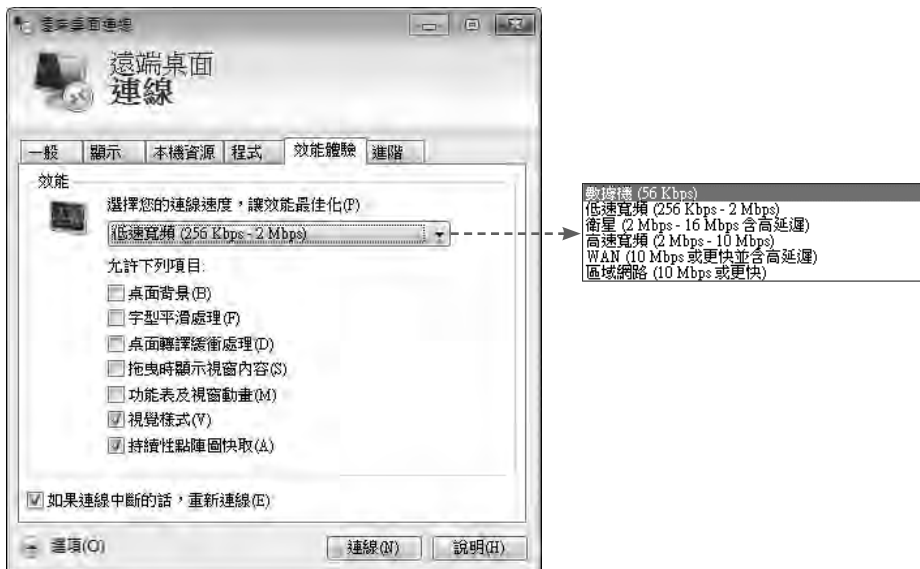 遠端桌面連線
遠端桌面
連線
一般 顯示 本機資源 程式 效能體驗 進階
效能
選擇您的連線速度，讓效能最佳化(P)
低速寬頻 (256 Kbps - 2 Mbps)
允許下列項目:
桌面背景(B)
字型平滑處理(F)
桌面轉譯緩衝處理(D)
拖曳時顯示視窗內容(S)
功能表及視窗動畫(M)
視覺樣式(V)
持續性點陣圖快取(A)
如果連線中斷的話，重新連線(E)
選項(O) 連線(N) 說明(H)
數據機 (56 Kbps)
低速寬頻 (256 Kbps - 2 Mbps)
衛星 (2 Mbps - 16 Mbps 含高延遲)
高速寬頻 (2 Mbps - 10 Mbps)
WAN (10 Mbps 或更快並含高延遲)
區域網路 (10 Mbps 或更快)